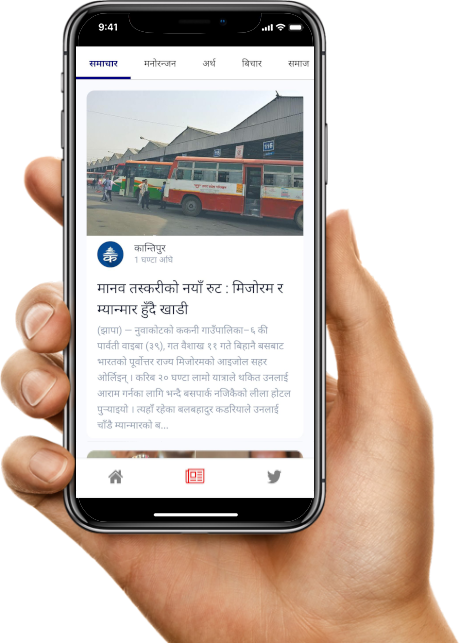 9:41
समाचार मनोरन्जन अर्थ बिचार समाज
कान्तिपुर
1 घण्टा अघि
मानव तस्करीको नयाँ रुट : मिजोरम र
म्यान्मार हुँदै खाडी
(झापा) — नुवाकोटको ककनी गाउँपालिका–६ की
पार्वती वाइबा (३९), गत वैशाख ११ गते बिहानै बसबाट
भारतको पूर्वोत्तर राज्य मिजोरमको आइजोल सहर
ओर्लिइन् । करिब २० घण्टा लामो यात्राले थकित उनलाई
आराम गर्नका लागि भन्दै बसपार्क नजिकैको लीला होटल
पुऱ्याइयो । त्यहाँ रहेका बलबहादुर कडरियाले उनलाई
चाँडै म्यान्मारको ब...